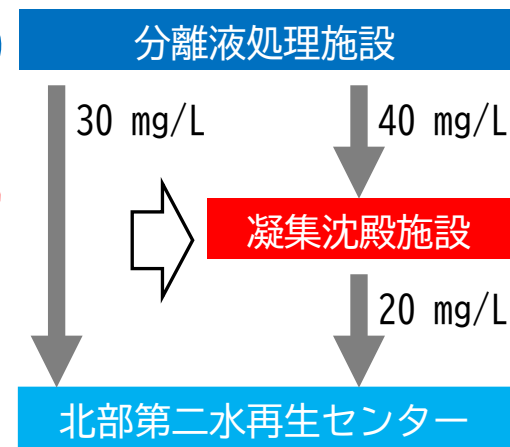 分離液処理施設
30 mg/L
40 mg/L
凝集沈殿施設
20 mg/L
北部第二水再生センター